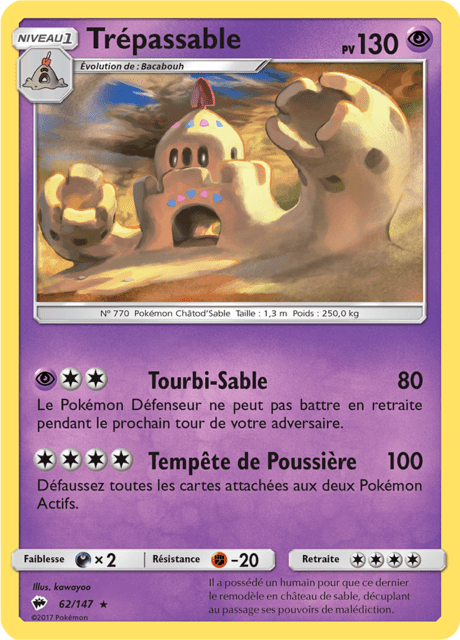 NIVEAU 1
Trépassable
PV 130
Évolution de : Bacabouh
N° 770 Pokémon Châtod'Sable Taille : 1,3 m Poids : 250,0 kg
Tourbi-Sable 80
Le Pokémon Défenseur ne peut pas battre en retraite
pendant le prochain tour de votre adversaire.
Tempête de Poussière 100
Défaussez toutes les cartes attachées aux deux Pokémon
Actifs.
Faiblesse ×2 Résistance -20 Retraite
Illus. kawayoo
62/147 ★
©2017 Pokémon
Il a possédé un humain pour que ce dernier
le remodèle en château de sable, décuplant
au passage ses pouvoirs de malédiction.